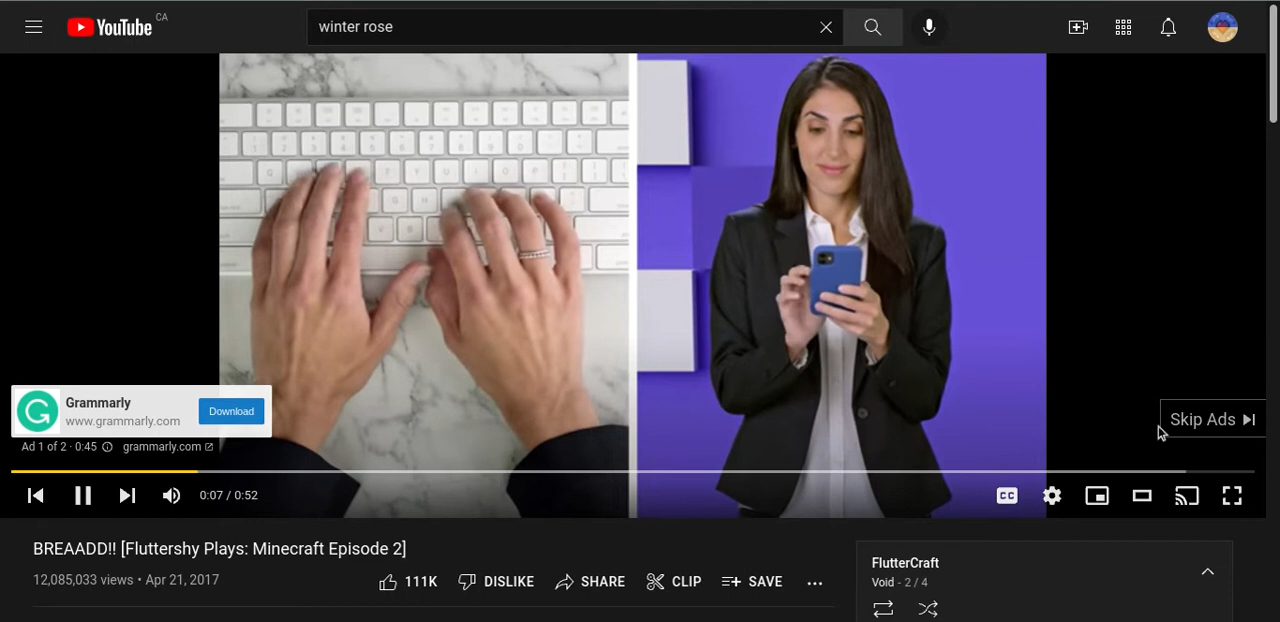 YouTube CA
winter rose
Grammarly
www.grammarly.com
Download
Skip Ads
Ad 1 of 2 · 0:45
grammarly.com
0:07 / 0:52
CC
BREAADD!! [Fluttershy Plays: Minecraft Episode 2]
12,085,033 views • Apr 21, 2017
111K
DISLIKE
SHARE
CLIP
SAVE
FlutterCraft
Void - 2 / 4